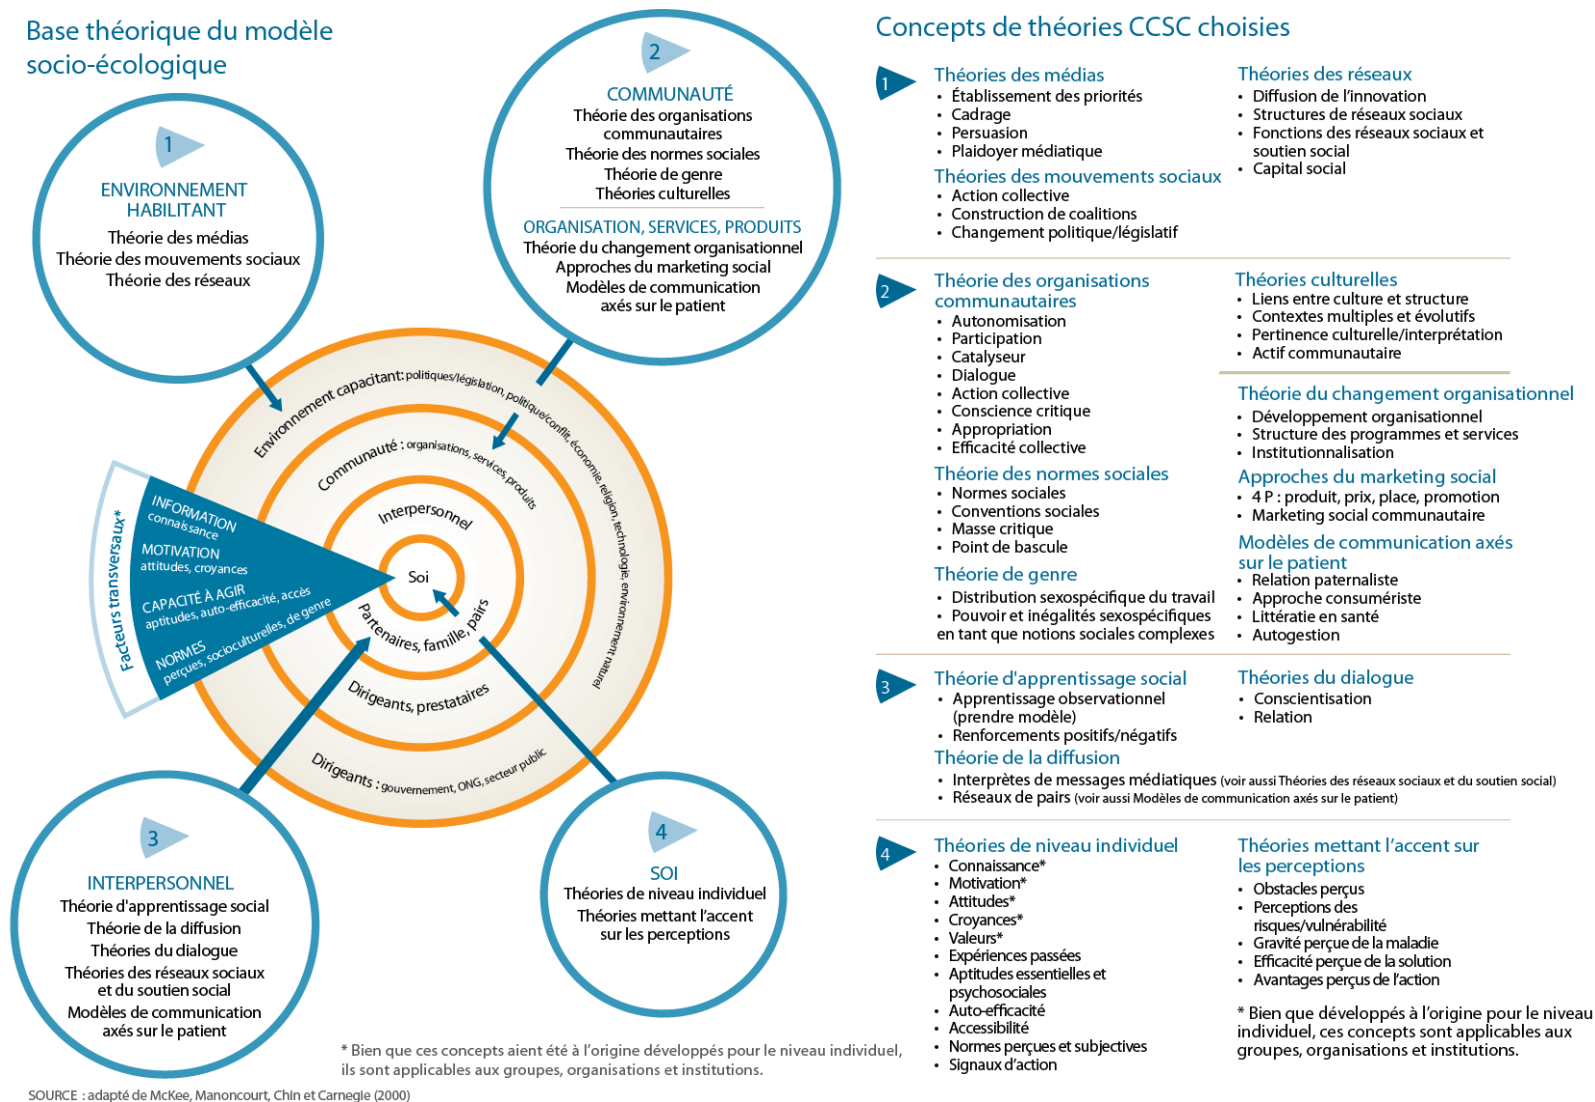 Base théorique du modèle
socio-écologique
1
ENVIRONNEMENT
HABILITANT
Théorie des médias
Théorie des mouvements sociaux
Théorie des réseaux
2
COMMUNAUTÉ
Théorie des organisations
communautaires
Théorie des normes sociales
Théorie de genre
Théories culturelles
ORGANISATION, SERVICES, PRODUITS
Théorie du changement organisationnel
Approches du marketing social
Modèles de communication
axés sur le patient
Environnement capacitant: politiques/législation, politique/conflit, économie, religion, technologie, environnement naturel
Communauté : organisations, services, produits
Interpersonnel
Soi
Partenaires, famille, pairs
Dirigeants, prestataires
Dirigeants : gouvernement, ONG, secteur public
Facteurs transversaux*
INFORMATION
connaissance
MOTIVATION
attitudes, croyances
CAPACITÉ À AGIR
aptitudes, auto-efficacité, accès
NORMES
perçues, socioculturelles, de genre
3
INTERPERSONNEL
Théorie d'apprentissage social
Théorie de la diffusion
Théories du dialogue
Théories des réseaux sociaux
et du soutien social
Modèles de communication
axés sur le patient
4
SOI
Théories de niveau individuel
Théories mettant l'accent
sur les perceptions
* Bien que ces concepts aient été à l'origine développés pour le niveau individuel,
ils sont applicables aux groupes, organisations et institutions.
SOURCE : adapté de McKee, Manoncourt, Chin et Carnegie (2000)
Concepts de théories CCSC choisies
1
Théories des médias
• Établissement des priorités
• Cadrage
• Persuasion
• Plaidoyer médiatique
Théories des mouvements sociaux
• Action collective
• Construction de coalitions
• Changement politique/législatif
Théories des réseaux
• Diffusion de l'innovation
• Structures de réseaux sociaux
• Fonctions des réseaux sociaux et
soutien social
• Capital social
2
Théorie des organisations
communautaires
• Autonomisation
• Participation
• Catalyseur
• Dialogue
• Action collective
• Conscience critique
• Appropriation
• Efficacité collective
Théorie des normes sociales
• Normes sociales
• Conventions sociales
• Masse critique
• Point de bascule
Théorie de genre
• Distribution sexospécifique du travail
• Pouvoir et inégalités sexospécifiques
en tant que notions sociales complexes
Théories culturelles
• Liens entre culture et structure
• Contextes multiples et évolutifs
• Pertinence culturelle/interprétation
• Actif communautaire
Théorie du changement organisationnel
• Développement organisationnel
• Structure des programmes et services
• Institutionnalisation
Approches du marketing social
• 4 P : produit, prix, place, promotion
• Marketing social communautaire
Modèles de communication axés
sur le patient
• Relation paternaliste
• Approche consumériste
• Littératie en santé
• Autogestion
3
Théorie d'apprentissage social
• Apprentissage observationnel
(prendre modèle)
• Renforcements positifs/négatifs
Théories du dialogue
• Conscientisation
• Relation
Théorie de la diffusion
• Interprètes de messages médiatiques (voir aussi Théories des réseaux sociaux et du soutien social)
• Réseaux de pairs (voir aussi Modèles de communication axés sur le patient)
4
Théories de niveau individuel
• Connaissance*
• Motivation*
• Attitudes*
• Croyances*
• Valeurs*
• Expériences passées
• Aptitudes essentielles et
psychosociales
• Auto-efficacité
• Accessibilité
• Normes perçues et subjectives
• Signaux d'action
Théories mettant l'accent sur
les perceptions
• Obstacles perçus
• Perceptions des
risques/vulnérabilité
• Gravité perçue de la maladie
• Efficacité perçue de la solution
• Avantages perçus de l'action
* Bien que développés à l'origine pour le niveau
individuel, ces concepts sont applicables aux
groupes, organisations et institutions.